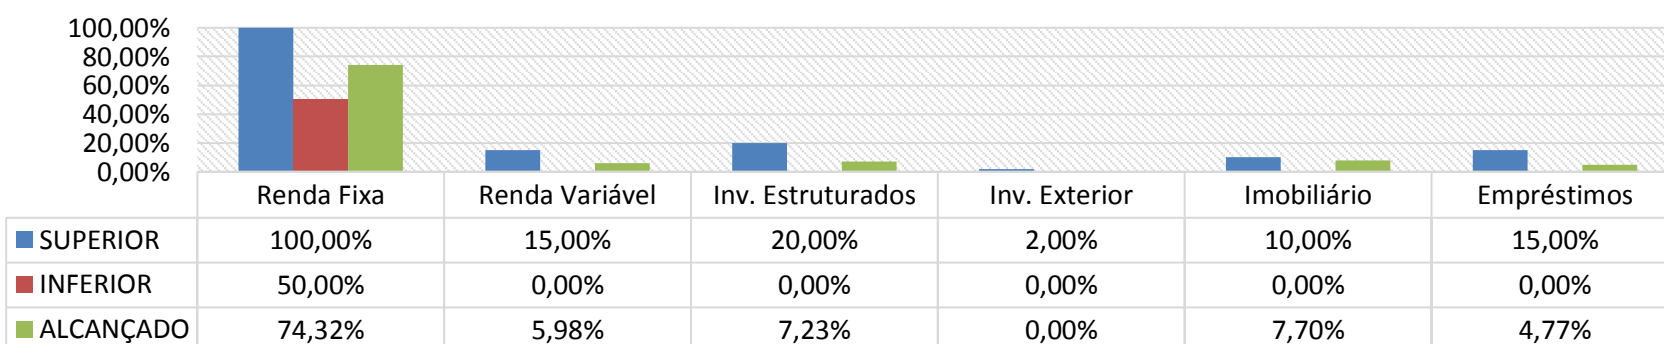 100,00%
80,00%
60,00%
40,00%
20,00%
0,00%
Renda Fixa Renda Variável Inv. Estruturados Inv. Exterior Imobiliário Empréstimos
SUPERIOR 100,00% 15,00% 20,00% 2,00% 10,00% 15,00%
INFERIOR 50,00% 0,00% 0,00% 0,00% 0,00% 0,00%
ALCANÇADO 74,32% 5,98% 7,23% 0,00% 7,70% 4,77%